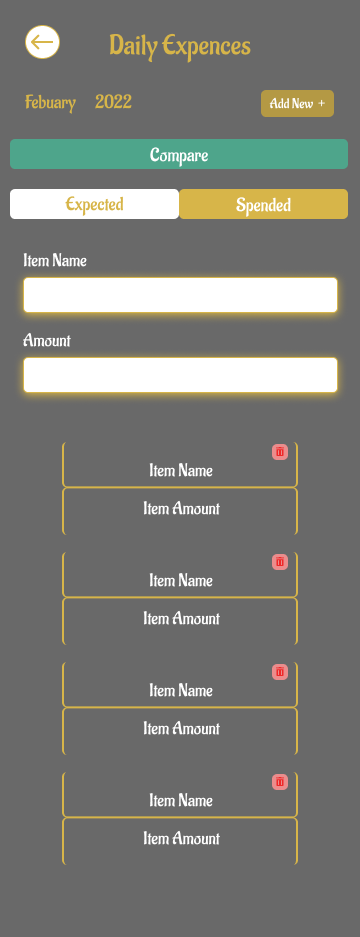 Daily Expences
Febuary 2022
Add New +
Compare
Expected
Spended
Item Name
Amount
Item Name
Item Amount
Item Name
Item Amount
Item Name
Item Amount
Item Name
Item Amount